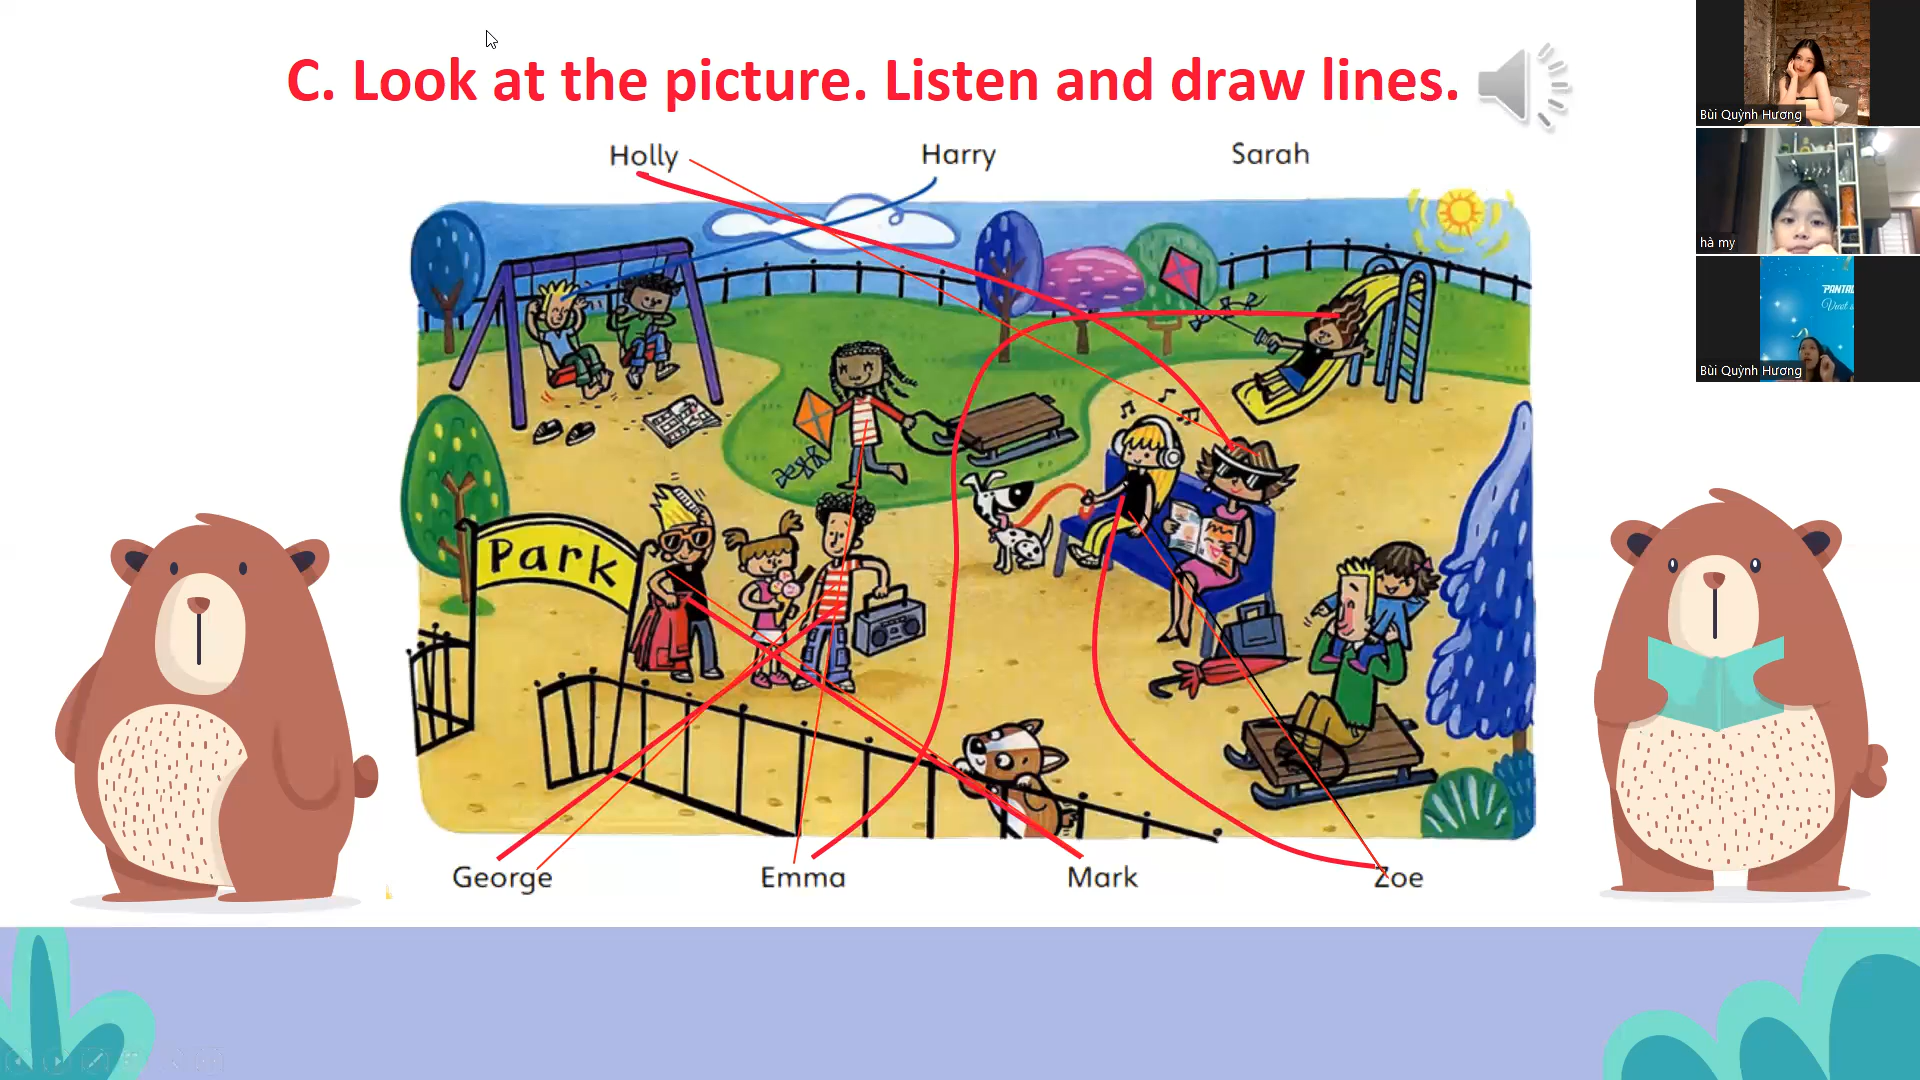 C. Look at the picture. Listen and draw lines.
Holly Harry Sarah
Park
George Emma Mark Zoe
Bùi Quỳnh Hương
hà my
Bùi Quỳnh Hương